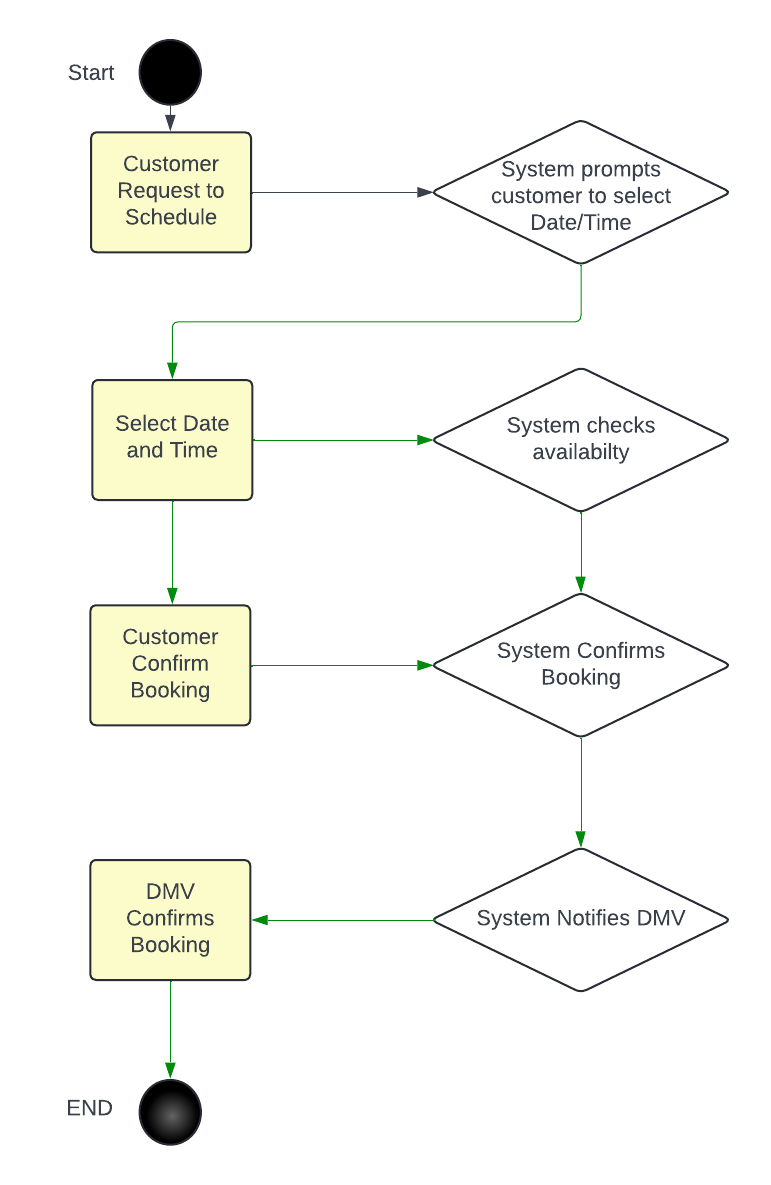 Start
Customer
Request to
Schedule
System prompts
customer to select
Date/Time
Select Date
and Time
System checks
availabilty
Customer
Confirm
Booking
System Confirms
Booking
DMV
Confirms
Booking
System Notifies DMV
END